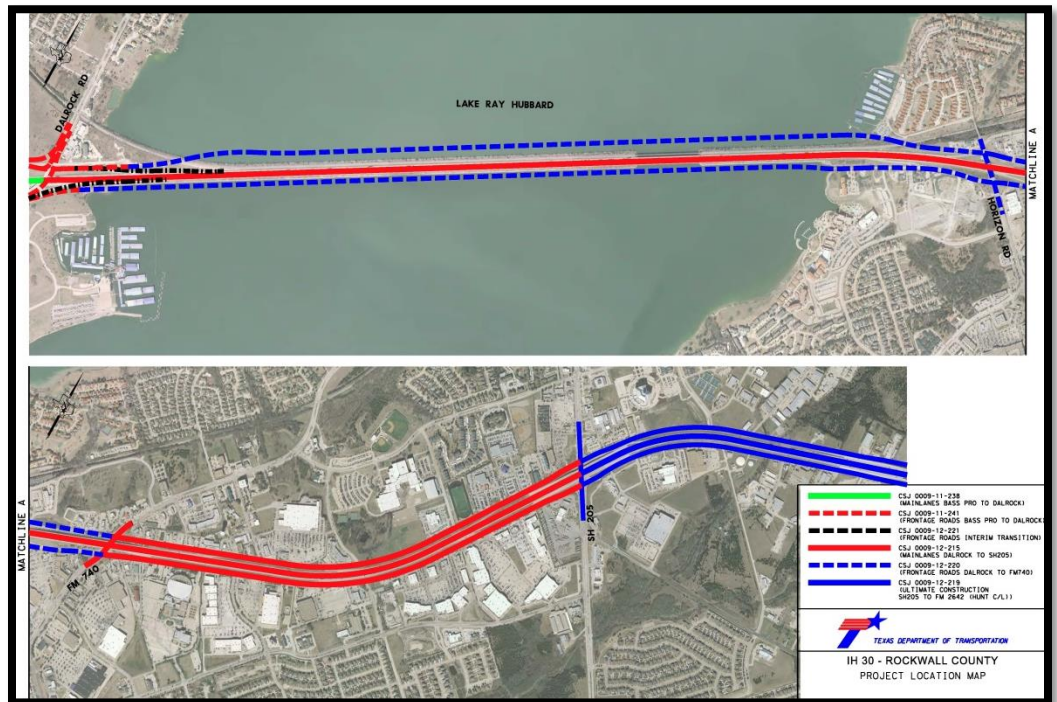 DALROCK RD
LAKE RAY HUBBARD
HORIZON RD
MATCHLINE A
MATCHLINE A
FM 740
SH 205
CSJ 0009-11-238
(MAINLANES BASS PRO TO DALROCK)
CSJ 0009-11-241
(FRONTAGE ROADS BASS PRO TO DALROCK)
CSJ 0009-12-221
(FRONTAGE ROADS INTERIM TRANSITION)
CSJ 0009-12-215
(MAINLANES DALROCK TO SH205)
CSJ 0009-12-220
(FRONTAGE ROADS DALROCK TO FM740)
CSJ 0009-12-219
(ULTIMATE CONSTRUCTION
SH205 TO FM 2642 (HUNT C/L))
TEXAS DEPARTMENT OF TRANSPORTATION
IH 30 - ROCKWALL COUNTY
PROJECT LOCATION MAP